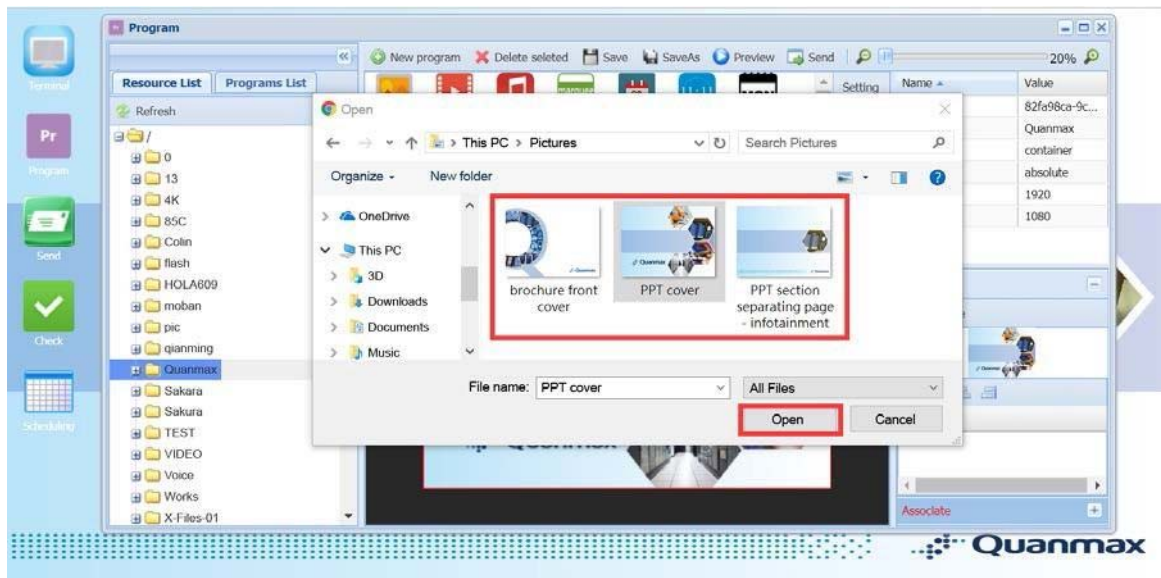 Program
Terminal
Pr
Program
Send
Check
Scheduling
New program
Delete seleted
Save
SaveAs
Preview
Send
20%
Resource List
Programs List
Refresh
/
0
13
4K
85C
Colin
flash
HOLA609
moban
pic
qianming
Quanmax
Sakara
Sakura
TEST
VIDEO
Voice
Works
X-Files-01
Setting
Name
Value
82fa98ca-9c...
Quanmax
container
absolute
1920
1080
Associate
Open
This PC > Pictures
Search Pictures
Organize
New folder
OneDrive
This PC
3D
Downloads
Documents
Music
brochure front
cover
PPT cover
PPT section
separating page
- infotainment
File name:
PPT cover
All Files
Open
Cancel
Quanmax
Quanmax